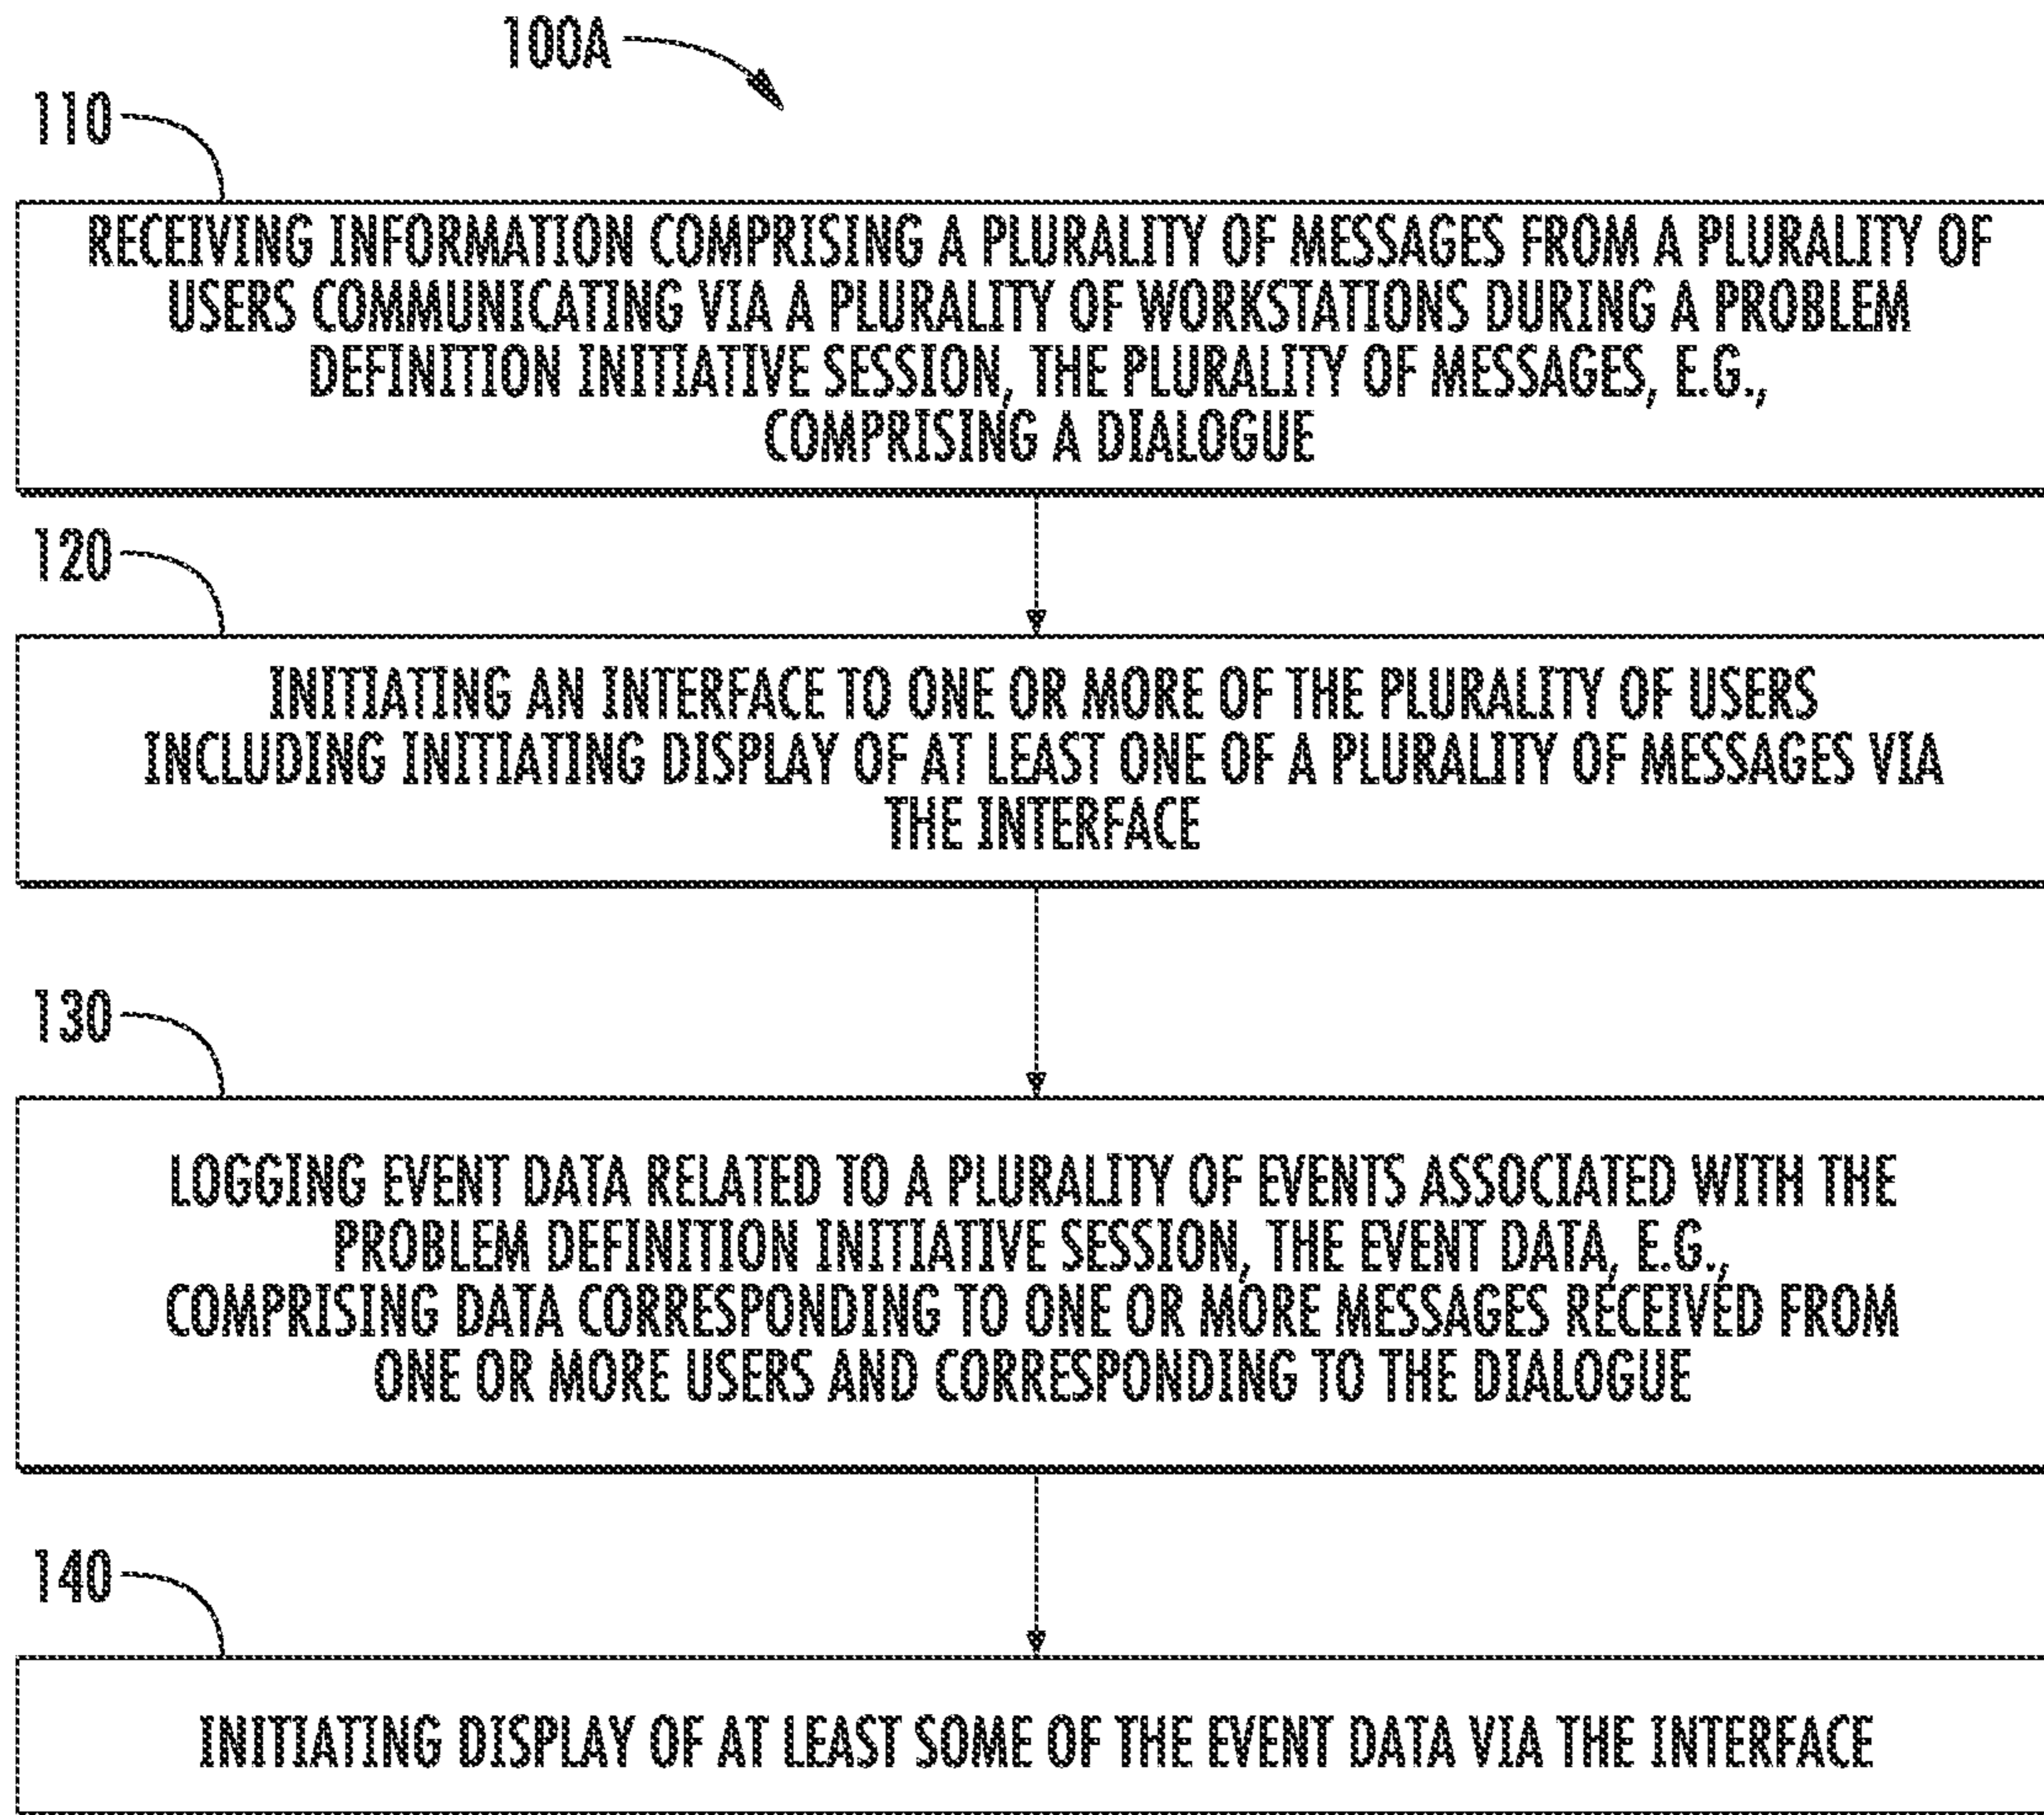 100A
110
RECEIVING INFORMATION COMPRISING A PLURALITY OF MESSAGES FROM A PLURALITY OF
USERS COMMUNICATING VIA A PLURALITY OF WORKSTATIONS DURING A PROBLEM
DEFINITION INITIATIVE SESSION, THE PLURALITY OF MESSAGES, E.G.,
COMPRISING A DIALOGUE
120
INITIATING AN INTERFACE TO ONE OR MORE OF THE PLURALITY OF USERS
INCLUDING INITIATING DISPLAY OF AT LEAST ONE OF A PLURALITY OF MESSAGES VIA
THE INTERFACE
130
LOGGING EVENT DATA RELATED TO A PLURALITY OF EVENTS ASSOCIATED WITH THE
PROBLEM DEFINITION INITIATIVE SESSION, THE EVENT DATA, E.G.,
COMPRISING DATA CORRESPONDING TO ONE OR MORE MESSAGES RECEIVED FROM
ONE OR MORE USERS AND CORRESPONDING TO THE DIALOGUE
140
INITIATING DISPLAY OF AT LEAST SOME OF THE EVENT DATA VIA THE INTERFACE